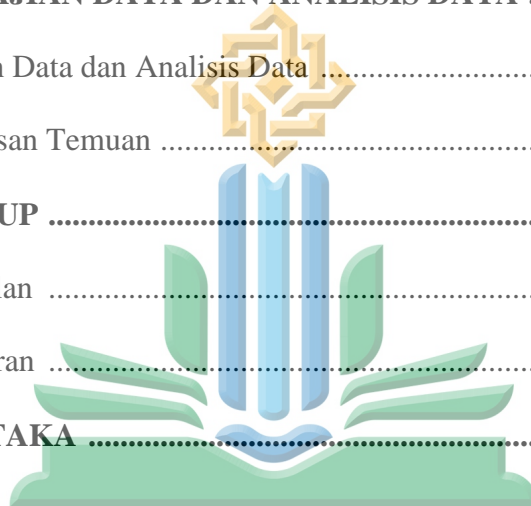 AJIAN DATA DAN ANALISIS DATA
n Data dan Analisis Data ..................
san Temuan ..................
UP ..................
an ..................
ran ..................
TAKA ..................